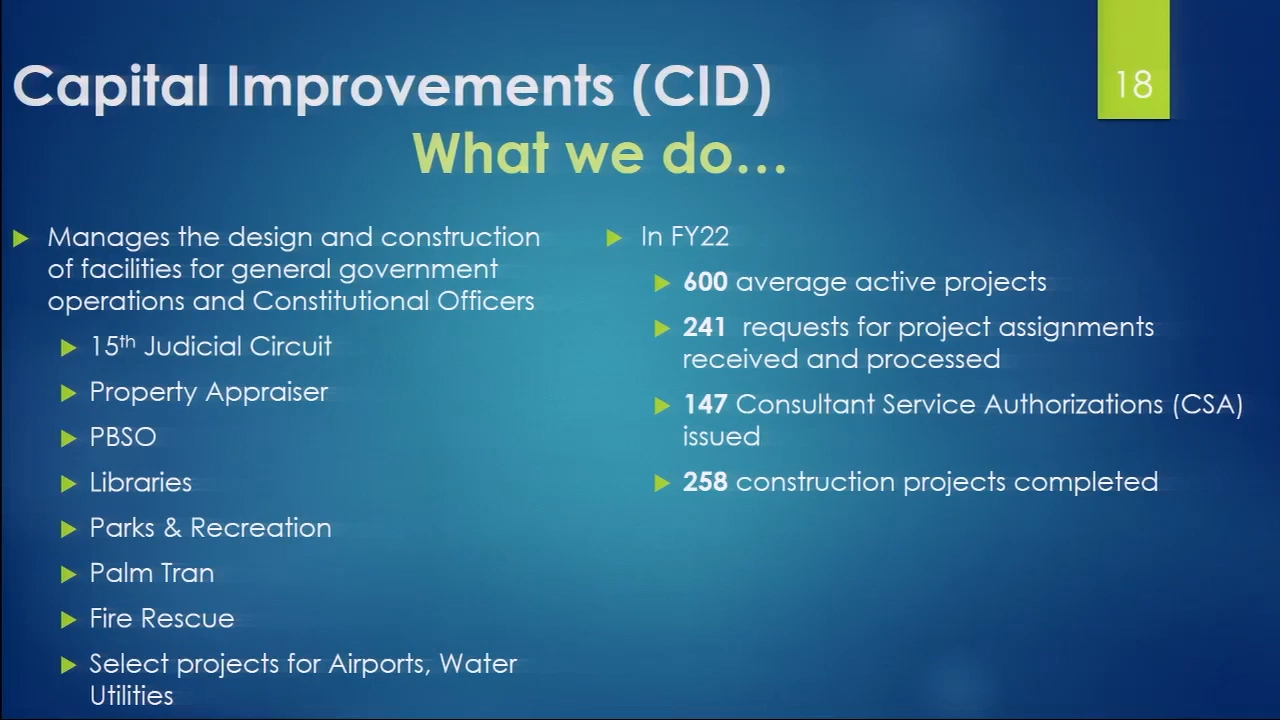 Capital Improvements (CID)
18
What we do...
Manages the design and construction
of facilities for general government
operations and Constitutional Officers
15th Judicial Circuit
Property Appraiser
PBSO
Libraries
Parks & Recreation
Palm Tran
Fire Rescue
Select projects for Airports, Water
Utilities
In FY22
600 average active projects
241 requests for project assignments
received and processed
147 Consultant Service Authorizations (CSA)
issued
258 construction projects completed